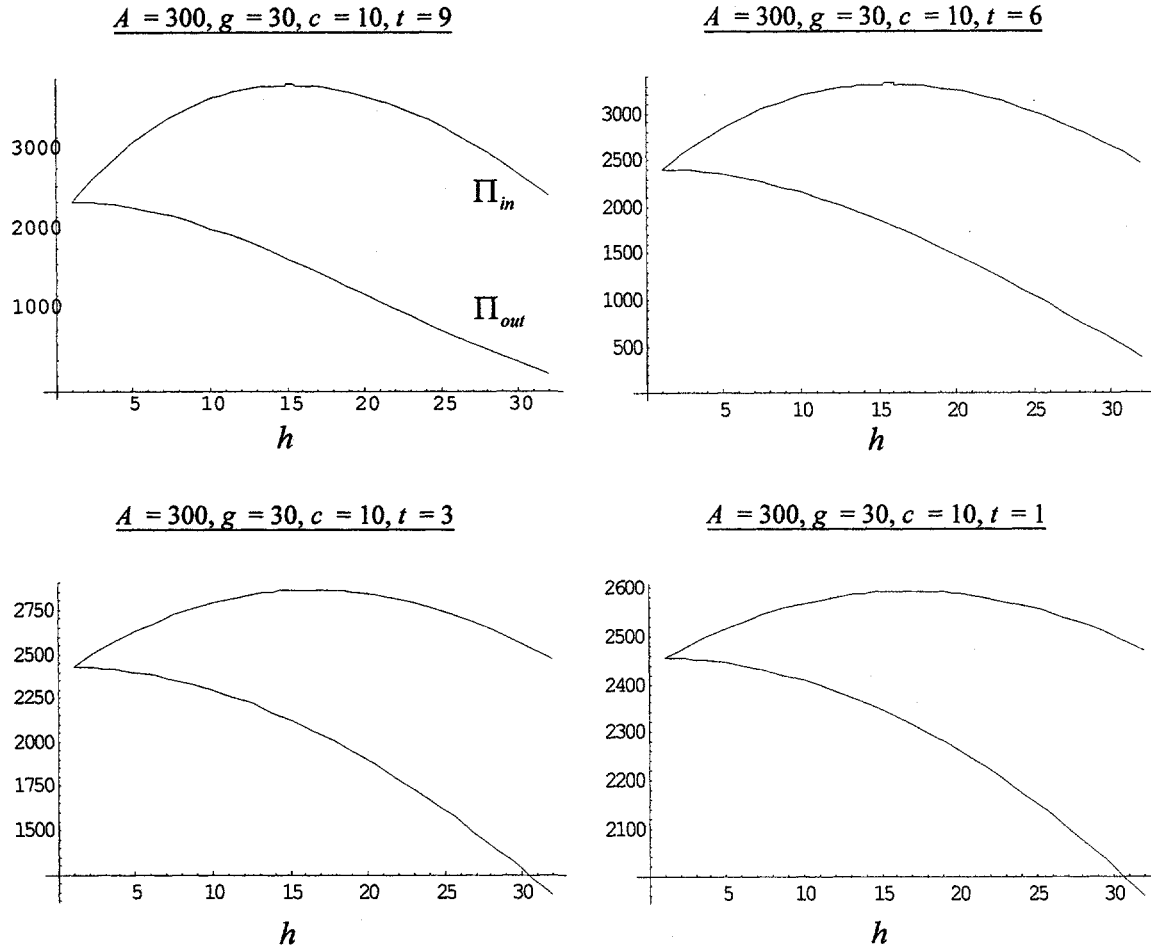 A = 300, g = 30, c = 10, t = 9
3000
2000
1000
Π_in
Π_out
5 10 15 20 25 30
h
A = 300, g = 30, c = 10, t = 6
3000
2500
2000
1500
1000
500
5 10 15 20 25 30
h
A = 300, g = 30, c = 10, t = 3
2750
2500
2250
2000
1750
1500
5 10 15 20 25 30
h
A = 300, g = 30, c = 10, t = 1
2600
2500
2400
2300
2200
2100
5 10 15 20 25 30
h